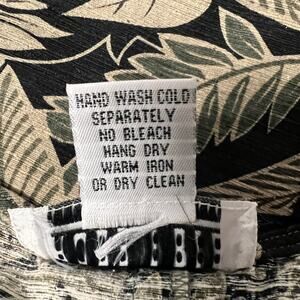 HAND WASH COLD
SEPARATELY
NO BLEACH
HANG DRY
WARM IRON
OR DRY CLEAN